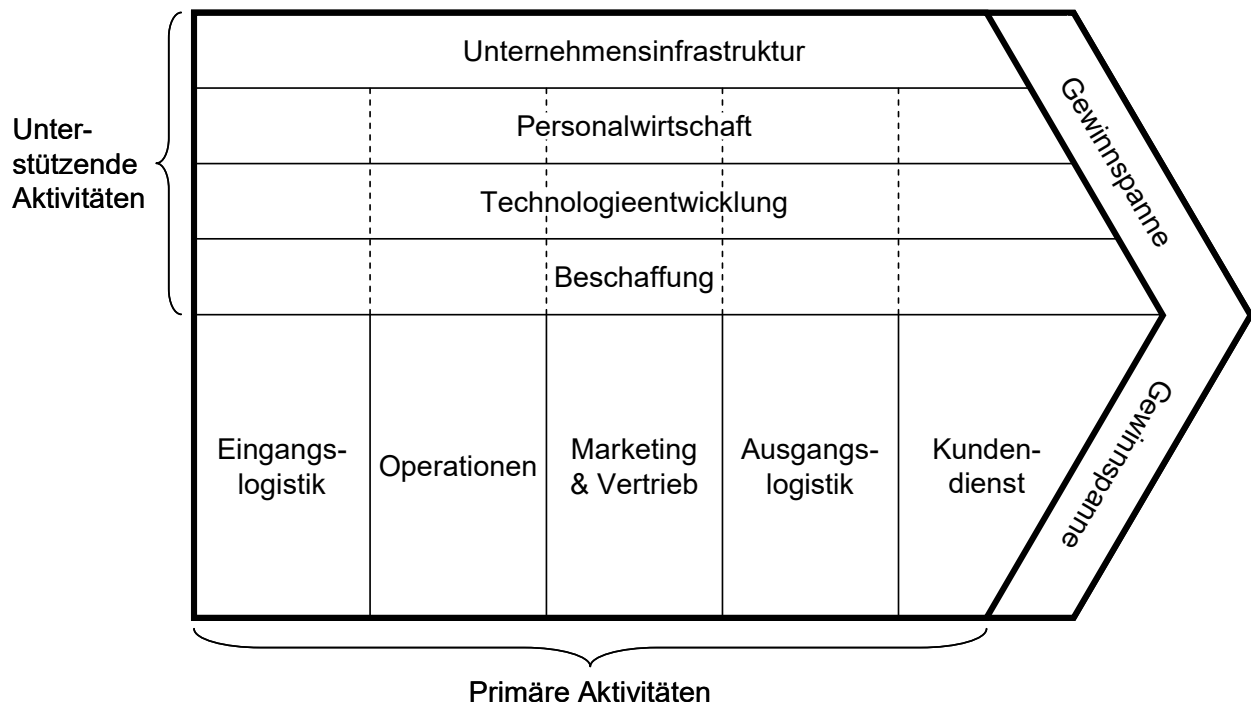 Unternehmensinfrastruktur
Personalwirtschaft
Technologieentwicklung
Beschaffung
Unter-
stützende
Aktivitäten
Gewinnspanne
Gewinnspanne
Eingangs-
logistik
Operationen
Marketing
& Vertrieb
Ausgangs-
logistik
Kunden-
dienst
Primäre Aktivitäten